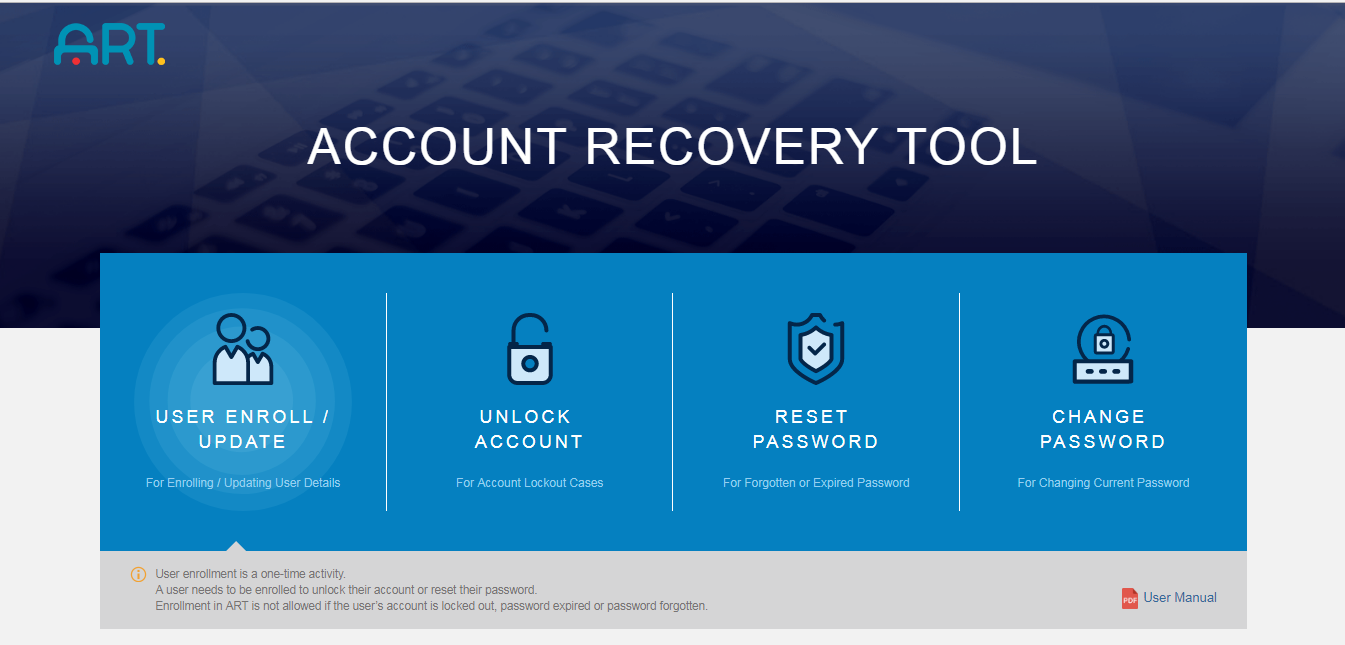 ART.
ACCOUNT RECOVERY TOOL
USER ENROLL /
UPDATE
For Enrolling / Updating User Details
UNLOCK
ACCOUNT
For Account Lockout Cases
RESET
PASSWORD
For Forgotten or Expired Password
CHANGE
PASSWORD
For Changing Current Password
User enrollment is a one-time activity.
A user needs to be enrolled to unlock their account or reset their password.
Enrollment in ART is not allowed if the user's account is locked out, password expired or password forgotten.
PDF
User Manual